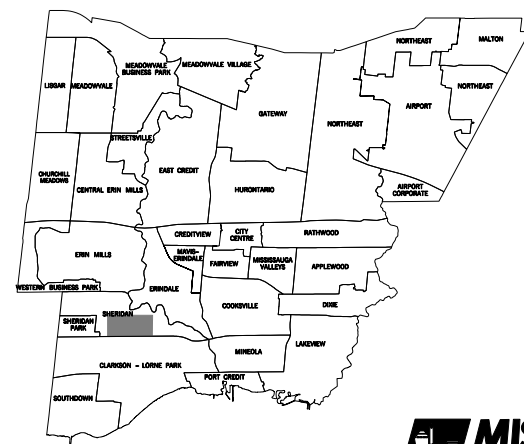 NORTHEAST
MALTON
MEADOWVALE
BUSINESS PARK
MEADOWVALE VILLAGE
LISGAR
MEADOWVALE
NORTHEAST
AIRPORT
GATEWAY
NORTHEAST
STREETSVILLE
EAST CREDIT
CHURCHILL
MEADOWS
CENTRAL ERIN MILLS
HURONTARIO
AIRPORT
CORPORATE
CREDITVIEW
CITY
CENTRE
RATHWOOD
ERIN MILLS
MAVIS-
ERINDALE
FAIRVIEW
MISSISSAUGA
VALLEYS
APPLEWOOD
WESTERN BUSINESS PARK
ERINDALE
COOKSVILLE
DIXIE
SHERIDAN
SHERIDAN
PARK
LAKEVIEW
MINEOLA
CLARKSON - LORNE PARK
PORT CREDIT
SOUTHDOWN
MIS